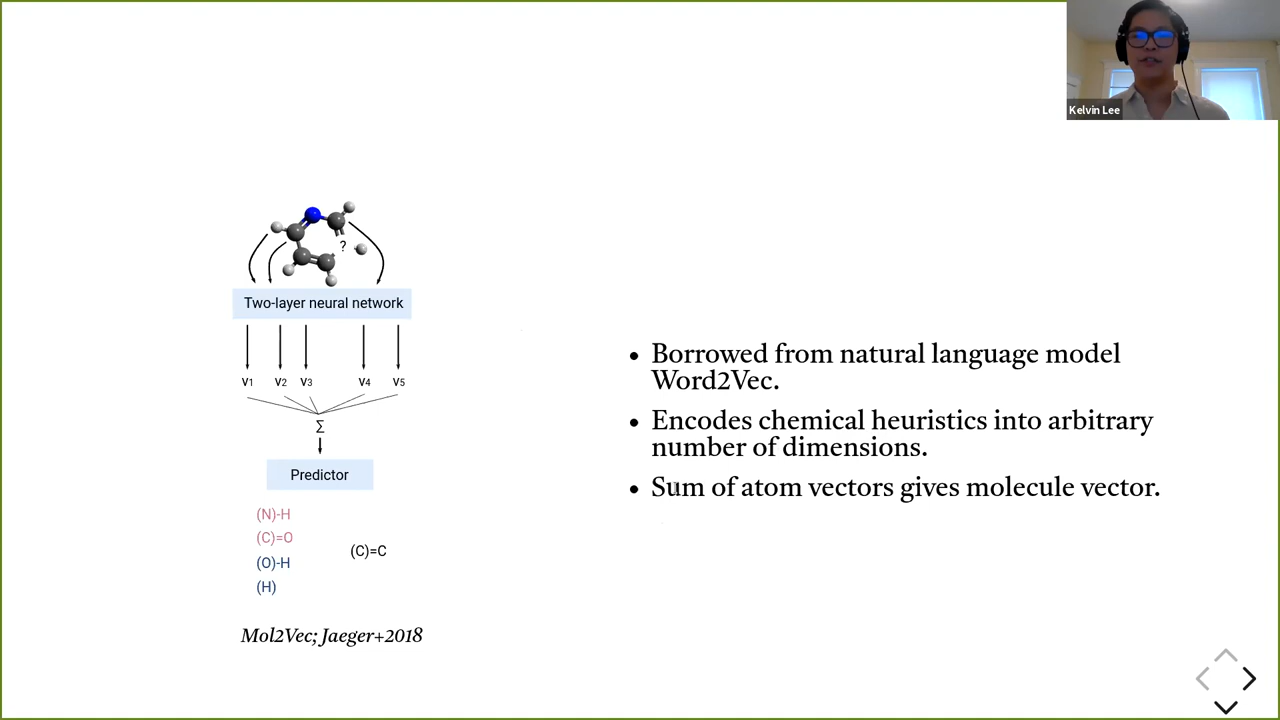 Kelvin Lee
?
Two-layer neural network
V1 V2 V3 V4 V5
Σ
Predictor
(N)-H
(C)=O
(O)-H
(H)
(C)=C
Mol2Vec; Jaeger+2018
• Borrowed from natural language model
Word2Vec.
• Encodes chemical heuristics into arbitrary
number of dimensions.
• Sum of atom vectors gives molecule vector.